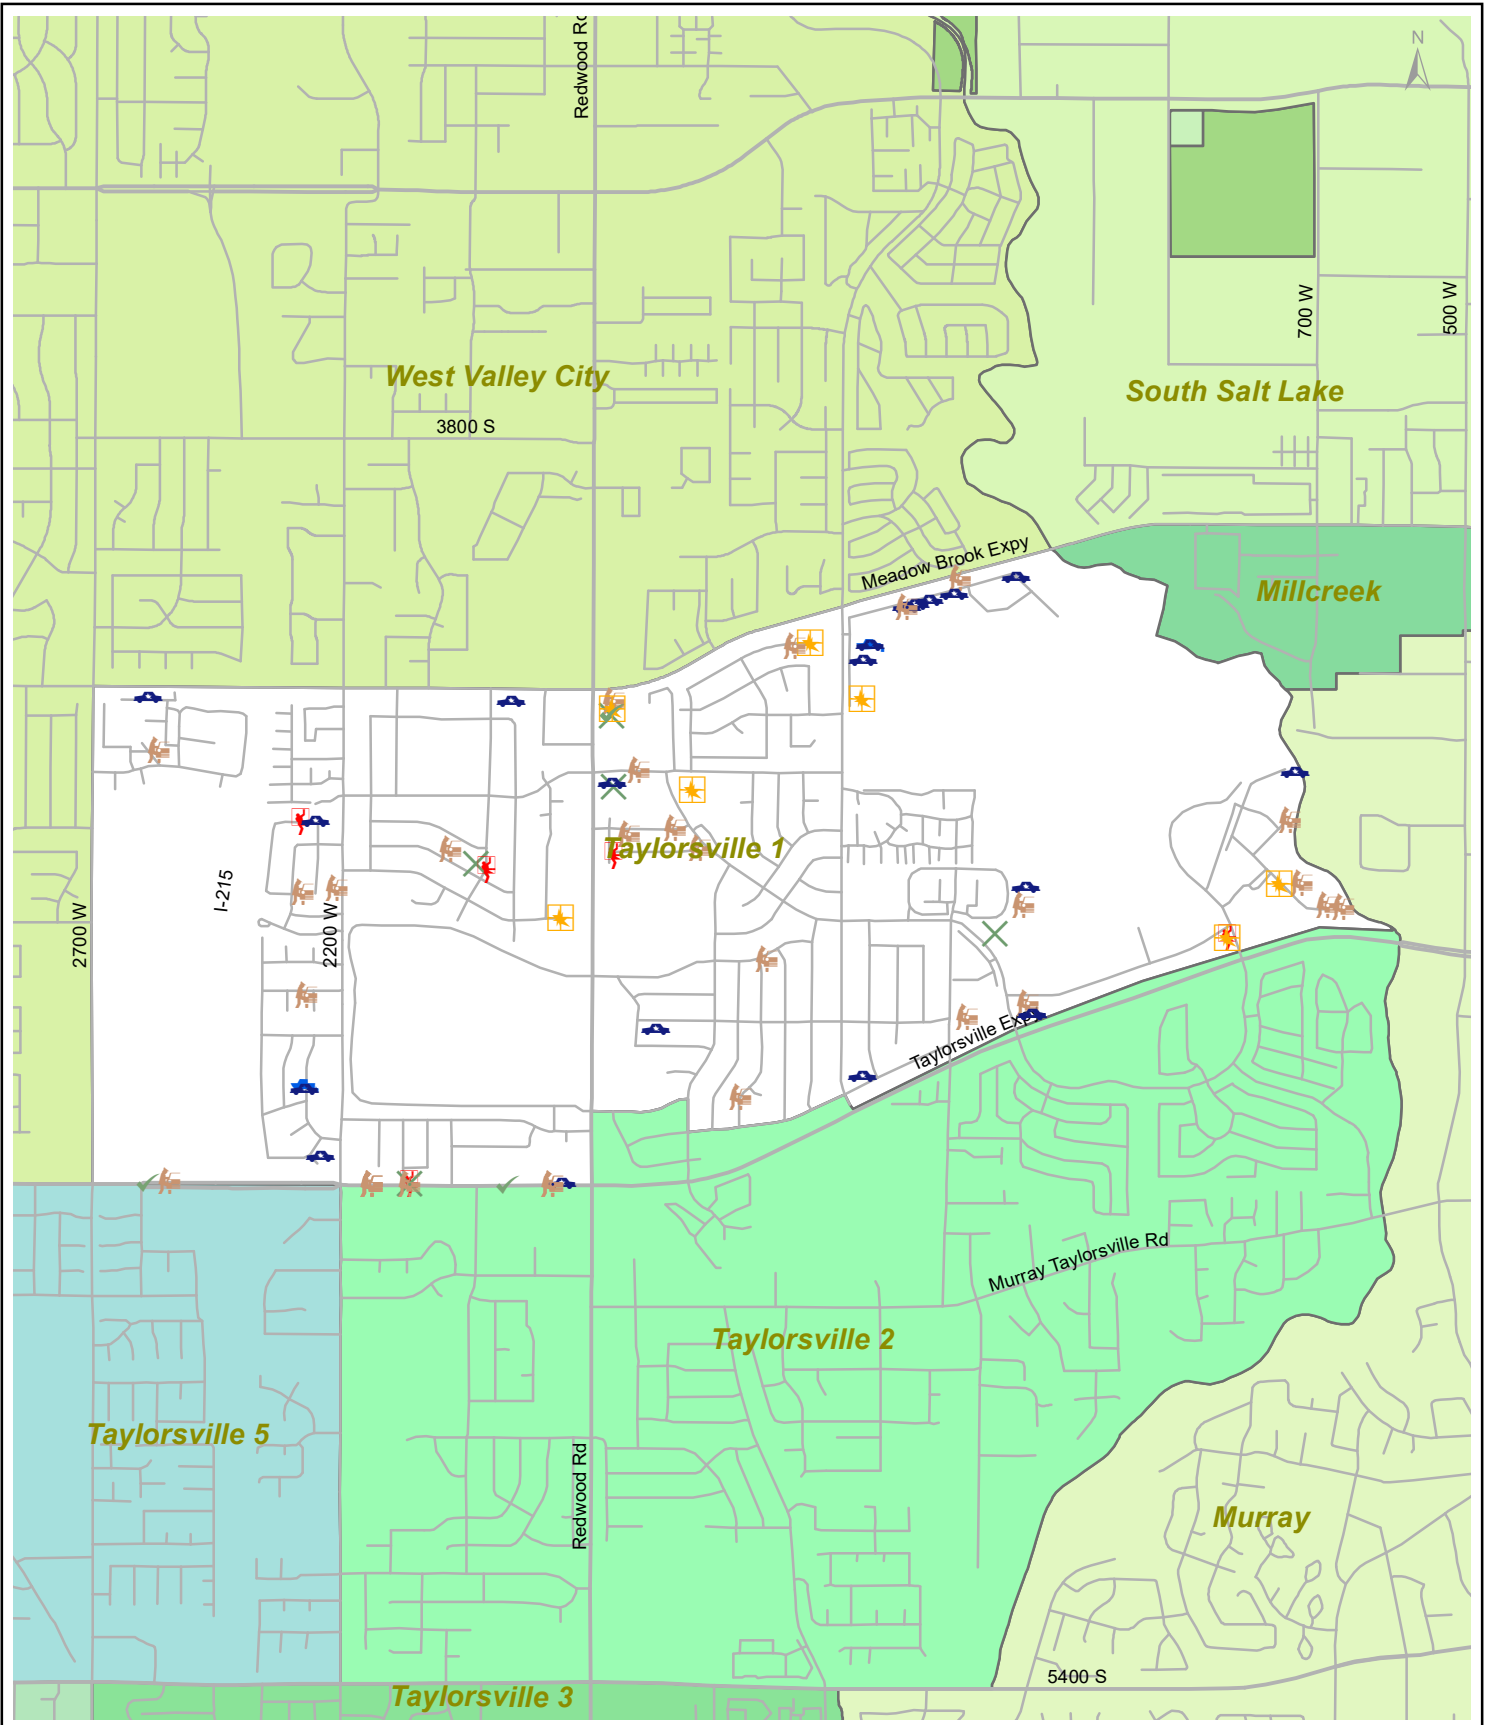 Redwood Rd
N
700 W
500 W
West Valley City
South Salt Lake
3800 S
Meadow Brook Expy
Millcreek
Taylorsville 1
I-215
2700 W
2200 W
Taylorsville Expy
Murray Taylorsville Rd
Taylorsville 2
Taylorsville 5
Redwood Rd
Murray
5400 S
Taylorsville 3